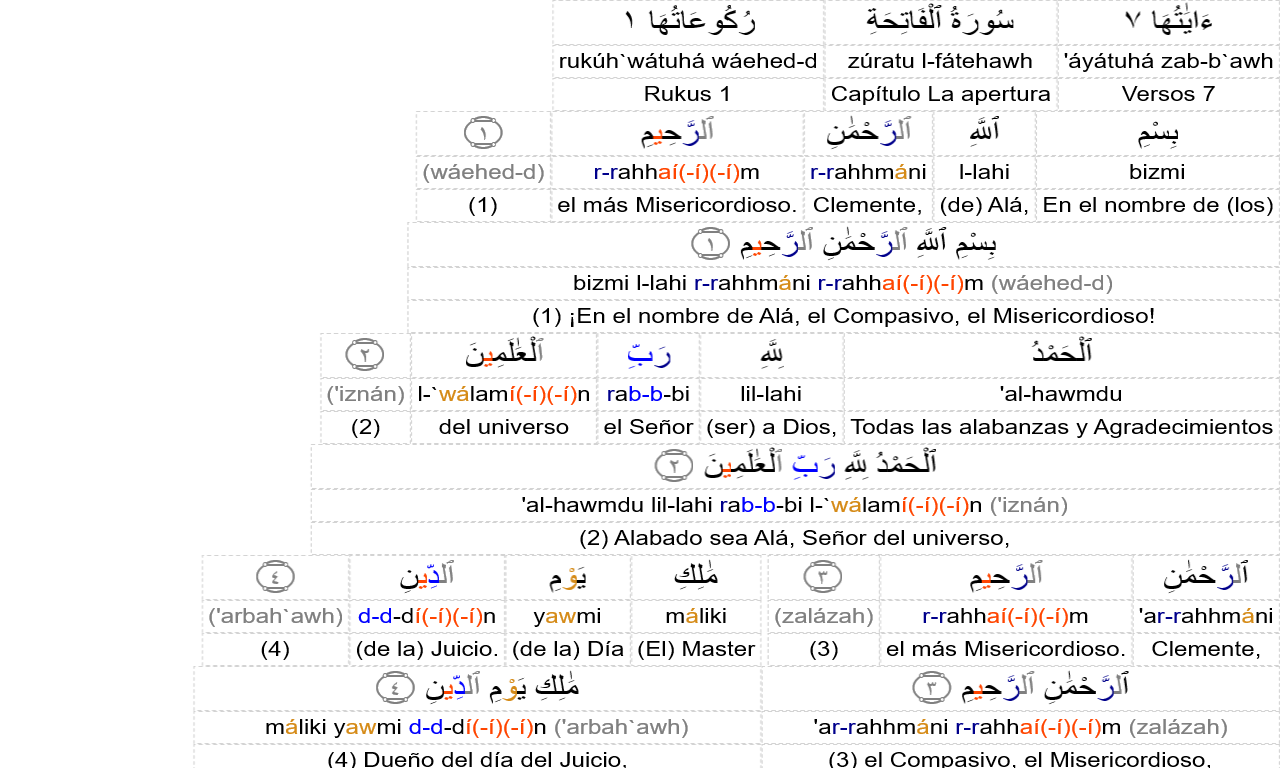 ءَايَٰتُهَا ٧ سُورَةُ ٱلْفَاتِحَةِ رُكُوعَاتُهَا ١
'áyátuhá zab-b`awh zúratu l-fátehawh rukúh`wátuhá wáehed-d
Versos 7 Capítulo La apertura Rukus 1
بِسْمِ ٱللَّهِ ٱلرَّحْمَٰنِ ٱلرَّحِيمِ ١
bizmi l-lahi r-rahhmáni r-rahhaí(-í)(-í)m (wáehed-d)
En el nombre de (los) (de) Alá, Clemente, el más Misericordioso. (1)
بِسْمِ ٱللَّهِ ٱلرَّحْمَٰنِ ٱلرَّحِيمِ ١
bizmi l-lahi r-rahhmáni r-rahhaí(-í)(-í)m (wáehed-d)
(1) ¡En el nombre de Alá, el Compasivo, el Misericordioso!
ٱلْحَمْدُ لِلَّهِ رَبِّ ٱلْعَٰلَمِينَ ٢
'al-hawmdu lil-lahi rab-b-bi l-`wálamí(-í)(-í)n ('iznán)
Todas las alabanzas y Agradecimientos (ser) a Dios, el Señor del universo (2)
ٱلْحَمْدُ لِلَّهِ رَبِّ ٱلْعَٰلَمِينَ ٢
'al-hawmdu lil-lahi rab-b-bi l-`wálamí(-í)(-í)n ('iznán)
(2) Alabado sea Alá, Señor del universo,
ٱلرَّحْمَٰنِ ٱلرَّحِيمِ ٣ مَٰلِكِ يَوْمِ ٱلدِّينِ ٤
'ar-rahhmáni r-rahhaí(-í)(-í)m (zalázah) máliki yawmi d-d-dí(-í)(-í)n ('arbah`awh)
Clemente, el más Misericordioso. (3) (El) Master (de la) Día (de la) Juicio. (4)
ٱلرَّحْمَٰنِ ٱلرَّحِيمِ ٣ مَٰلِكِ يَوْمِ ٱلدِّينِ ٤
'ar-rahhmáni r-rahhaí(-í)(-í)m (zalázah) máliki yawmi d-d-dí(-í)(-í)n ('arbah`awh)
(3) el Compasivo, el Misericordioso, (4) Dueño del día del Juicio,